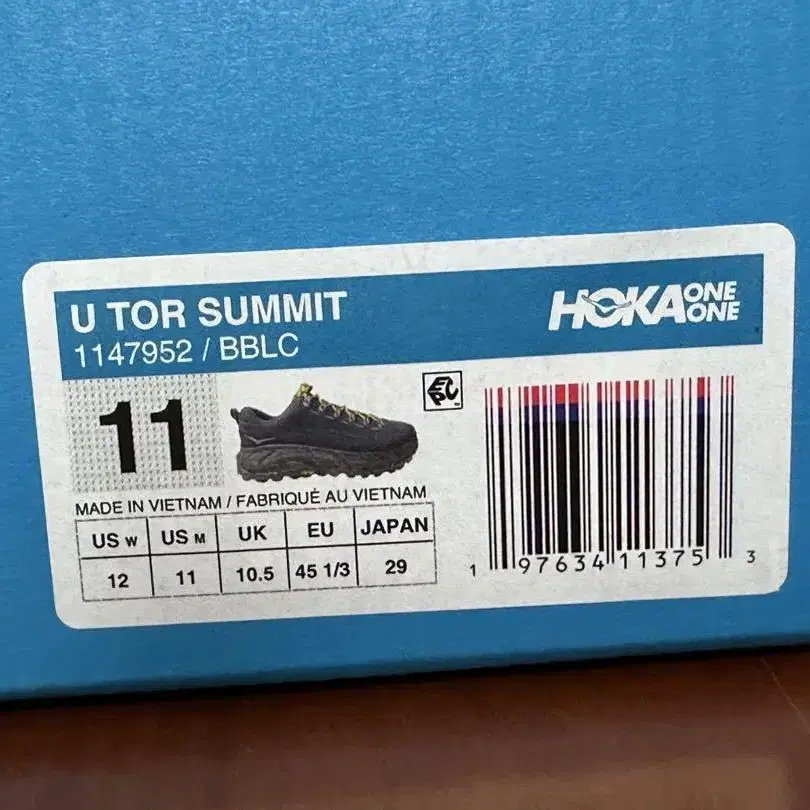 U TOR SUMMIT
1147952 / BBLC
HOKA ONE ONE
11
EPC
MADE IN VIETNAM / FABRIQUÉ AU VIETNAM
US W US M UK EU JAPAN
12 11 10.5 45 1/3 29
1 97634 11375 3